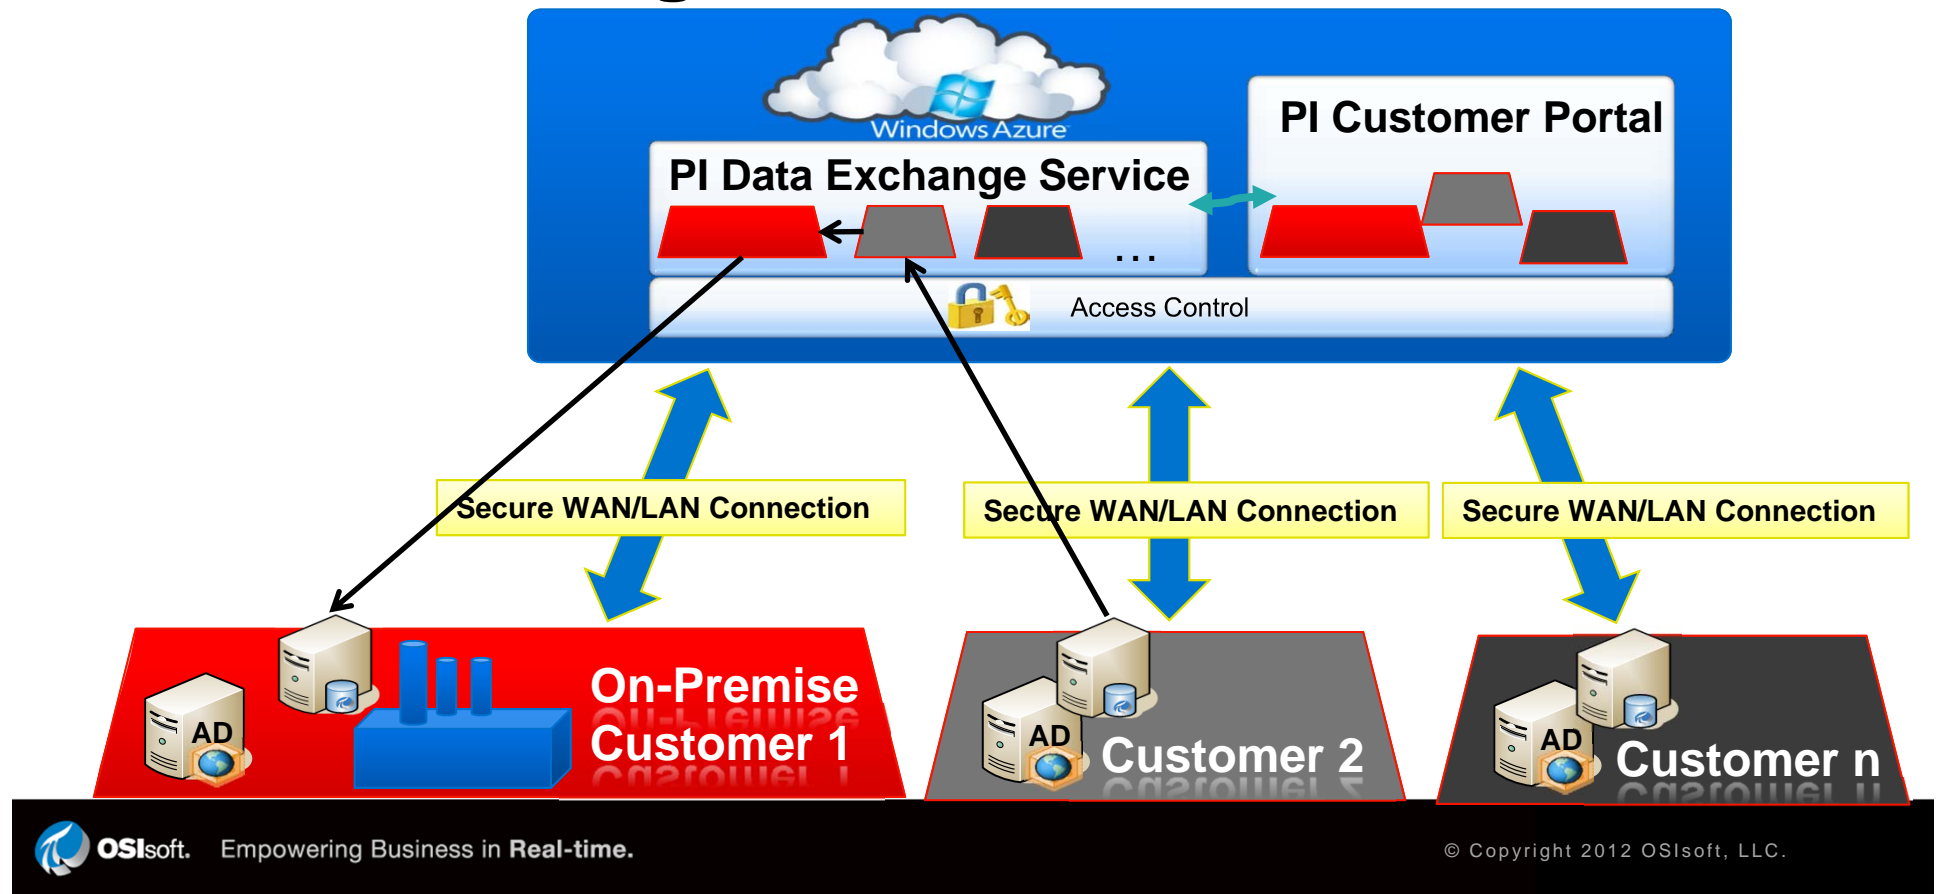 Windows Azure
PI Customer Portal
PI Data Exchange Service
...
Access Control
Secure WAN/LAN Connection
Secure WAN/LAN Connection
Secure WAN/LAN Connection
On-Premise
Customer 1
AD
Customer 2
AD
Customer n
AD
OSIsoft. Empowering Business in Real-time.
© Copyright 2012 OSIsoft, LLC.